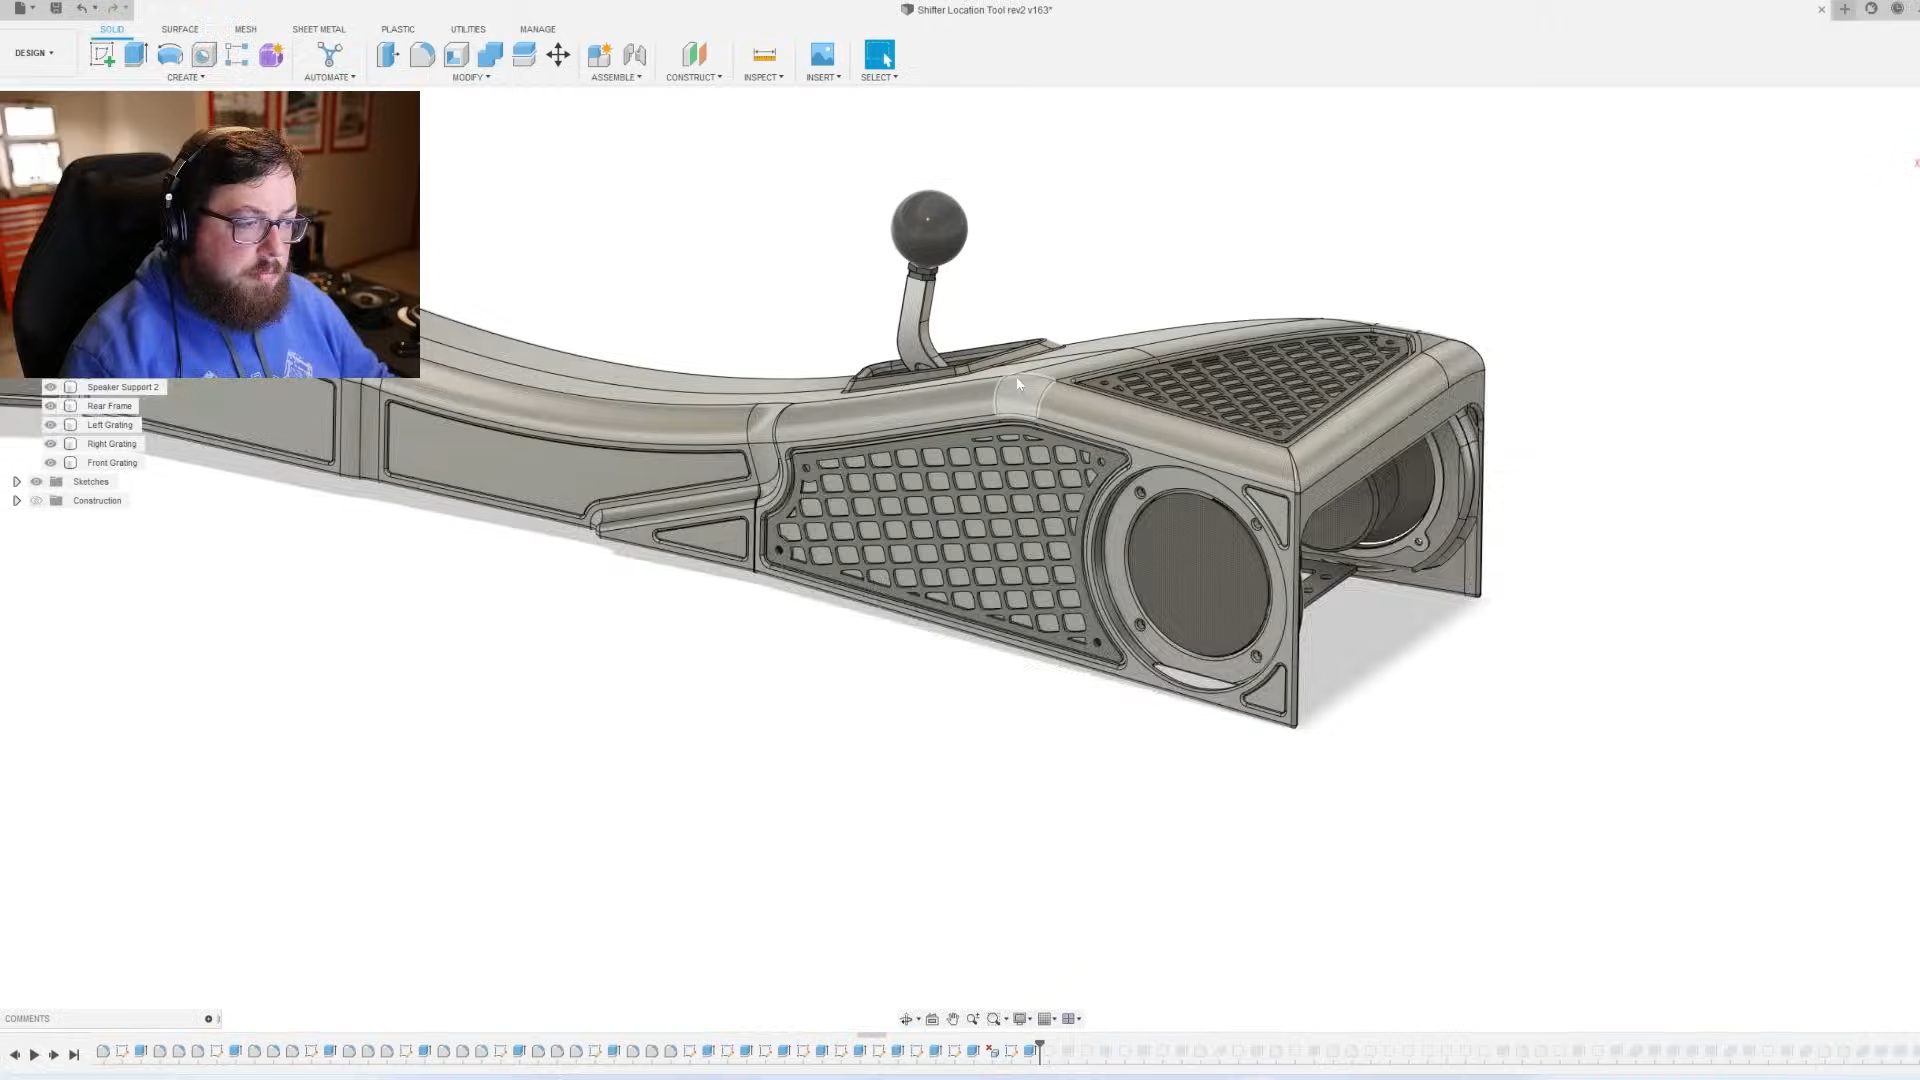 Shifter Location Tool rev2 v163*
SOLID SURFACE MESH SHEET METAL PLASTIC UTILITIES MANAGE
DESIGN
CREATE AUTOMATE MODIFY ASSEMBLE CONSTRUCT INSPECT INSERT SELECT
Speaker Support 2
Rear Frame
Left Grating
Right Grating
Front Grating
Sketches
Construction
COMMENTS